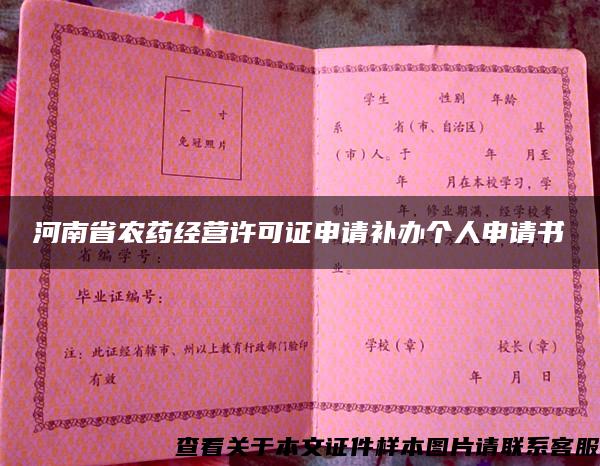 一 寸
免冠照片
学生 性别 年龄
系 省(市、自治区) 县
(市)人。于 年 月至
年 月在本校学习,学
制 年,修业期满,经学校考
河南省农药经营许可证申请补办个人申请书
省编学号:
业。
毕业证编号:
注:此证经省辖市、州以上教育行政部门验印
有效
学校(章) 校长(章)
年 月 日
查看关于本文证件样本图片请联系客服